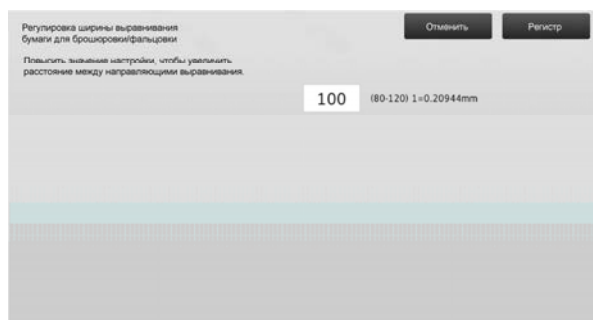 Регулировка ширины выравнивания
бумаги для брошюровки/фальцовки
Отменить
Регистр
Повысить значение настройки, чтобы увеличить
расстояние между направляющими выравнивания.
100
(80-120) 1=0.20944mm